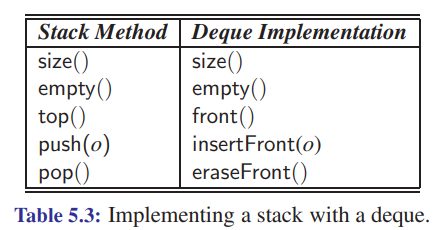 Stack Method Deque Implementation
size() size()
empty() empty()
top() front()
push(o) insertFront(o)
pop() eraseFront()
Table 5.3: Implementing a stack with a deque.